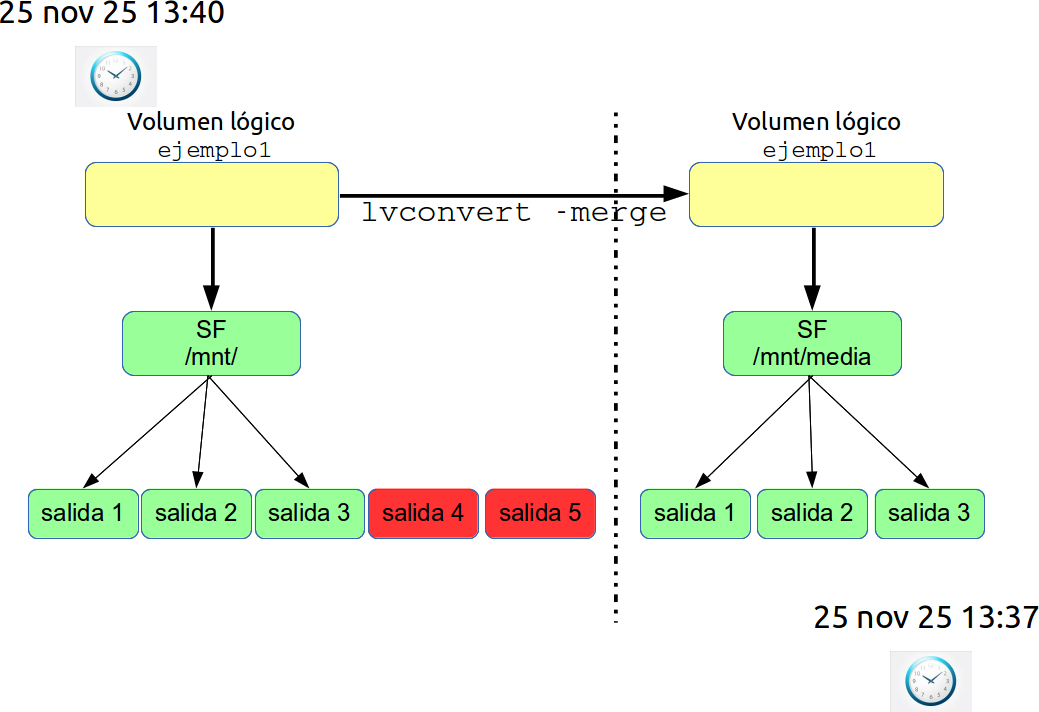 25 nov 25 13:40
Volumen lógico
ejemplo1
lvconvert -merge
SF
/mnt/
salida 1
salida 2
salida 3
salida 4
salida 5
Volumen lógico
ejemplo1
SF
/mnt/media
salida 1
salida 2
salida 3
25 nov 25 13:37